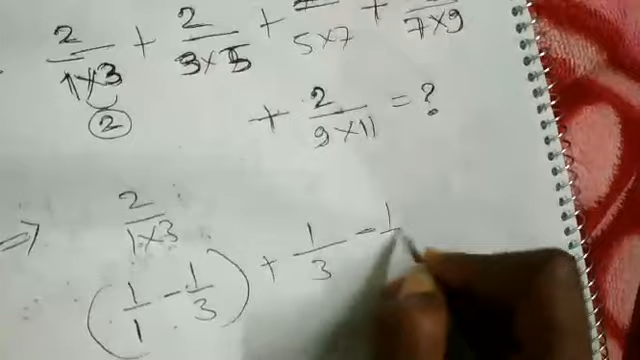 2/(1×3) + 2/(3×5) + /(5×7) + /(7×9)
②
+ 2/(9×11) = ?
⇒ 2/(1×3)
(1/1 - 1/3) + 1/3 - 1/